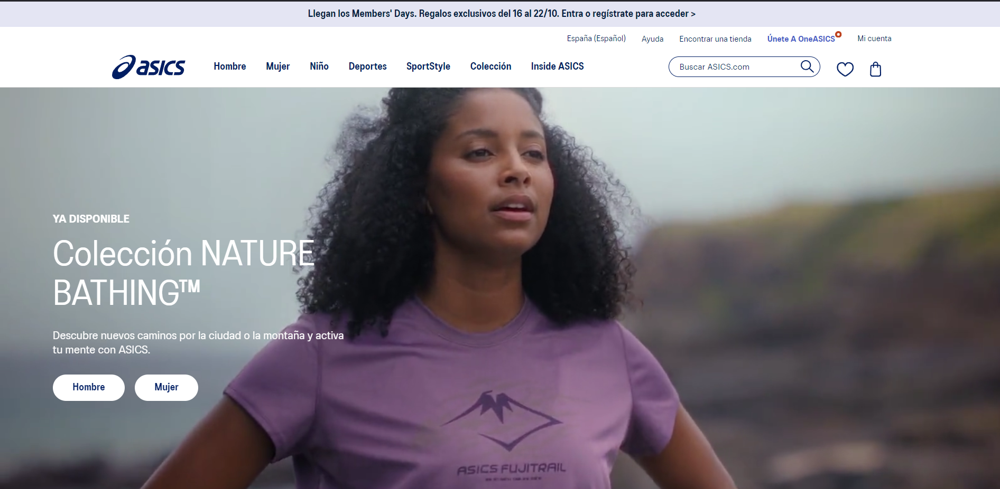 Llegan los Members' Days. Regalos exclusivos del 16 al 22/10. Entra o regístrate para acceder >
España (Español) Ayuda Encontrar una tienda Únete A OneASICS Mi cuenta
asics Hombre Mujer Niño Deportes SportStyle Colección Inside ASICS Buscar ASICS.com
YA DISPONIBLE
Colección NATURE
BATHING™
Descubre nuevos caminos por la ciudad o la montaña y activa
tu mente con ASICS.
Hombre Mujer
ASICS FUJITRAIL